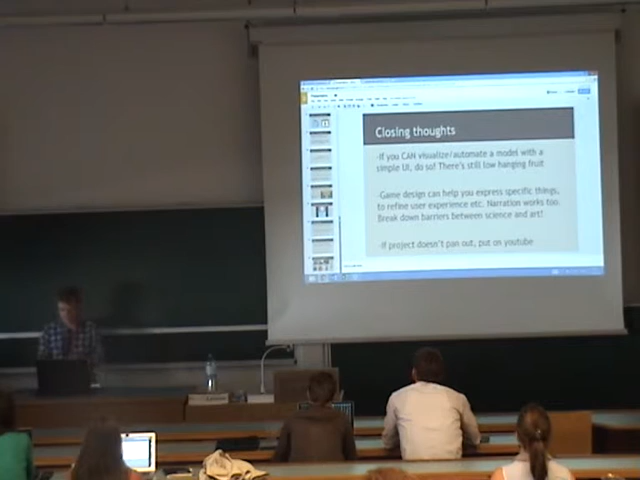 Closing thoughts
-If you CAN visualize/automate a model with a
simple UI, do so! There's still low hanging fruit
-Game design can help you express specific things,
to refine user experience etc. Narration works too.
Break down barriers between science and art!
-If project doesn't pan out, put on youtube